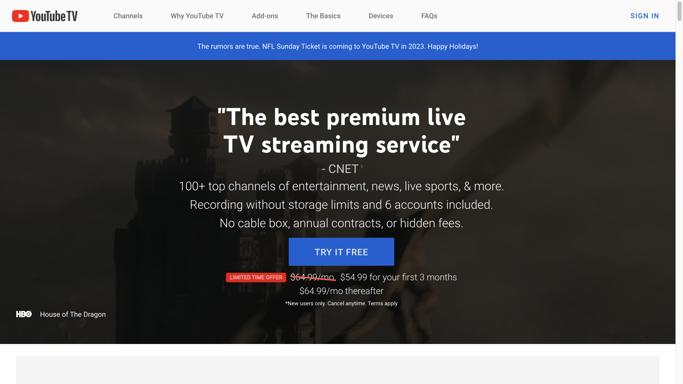 YouTube TV
Channels
Why YouTube TV
Add-ons
The Basics
Devices
FAQs
SIGN IN
The rumors are true. NFL Sunday Ticket is coming to YouTube TV in 2023. Happy Holidays!
"The best premium live
TV streaming service"
- CNET
100+ top channels of entertainment, news, live sports, & more.
Recording without storage limits and 6 accounts included.
No cable box, annual contracts, or hidden fees.
TRY IT FREE
LIMITED TIME OFFER $64.99/mo. $54.99 for your first 3 months
$64.99/mo thereafter
*New users only. Cancel anytime. Terms apply
HBO House of The Dragon